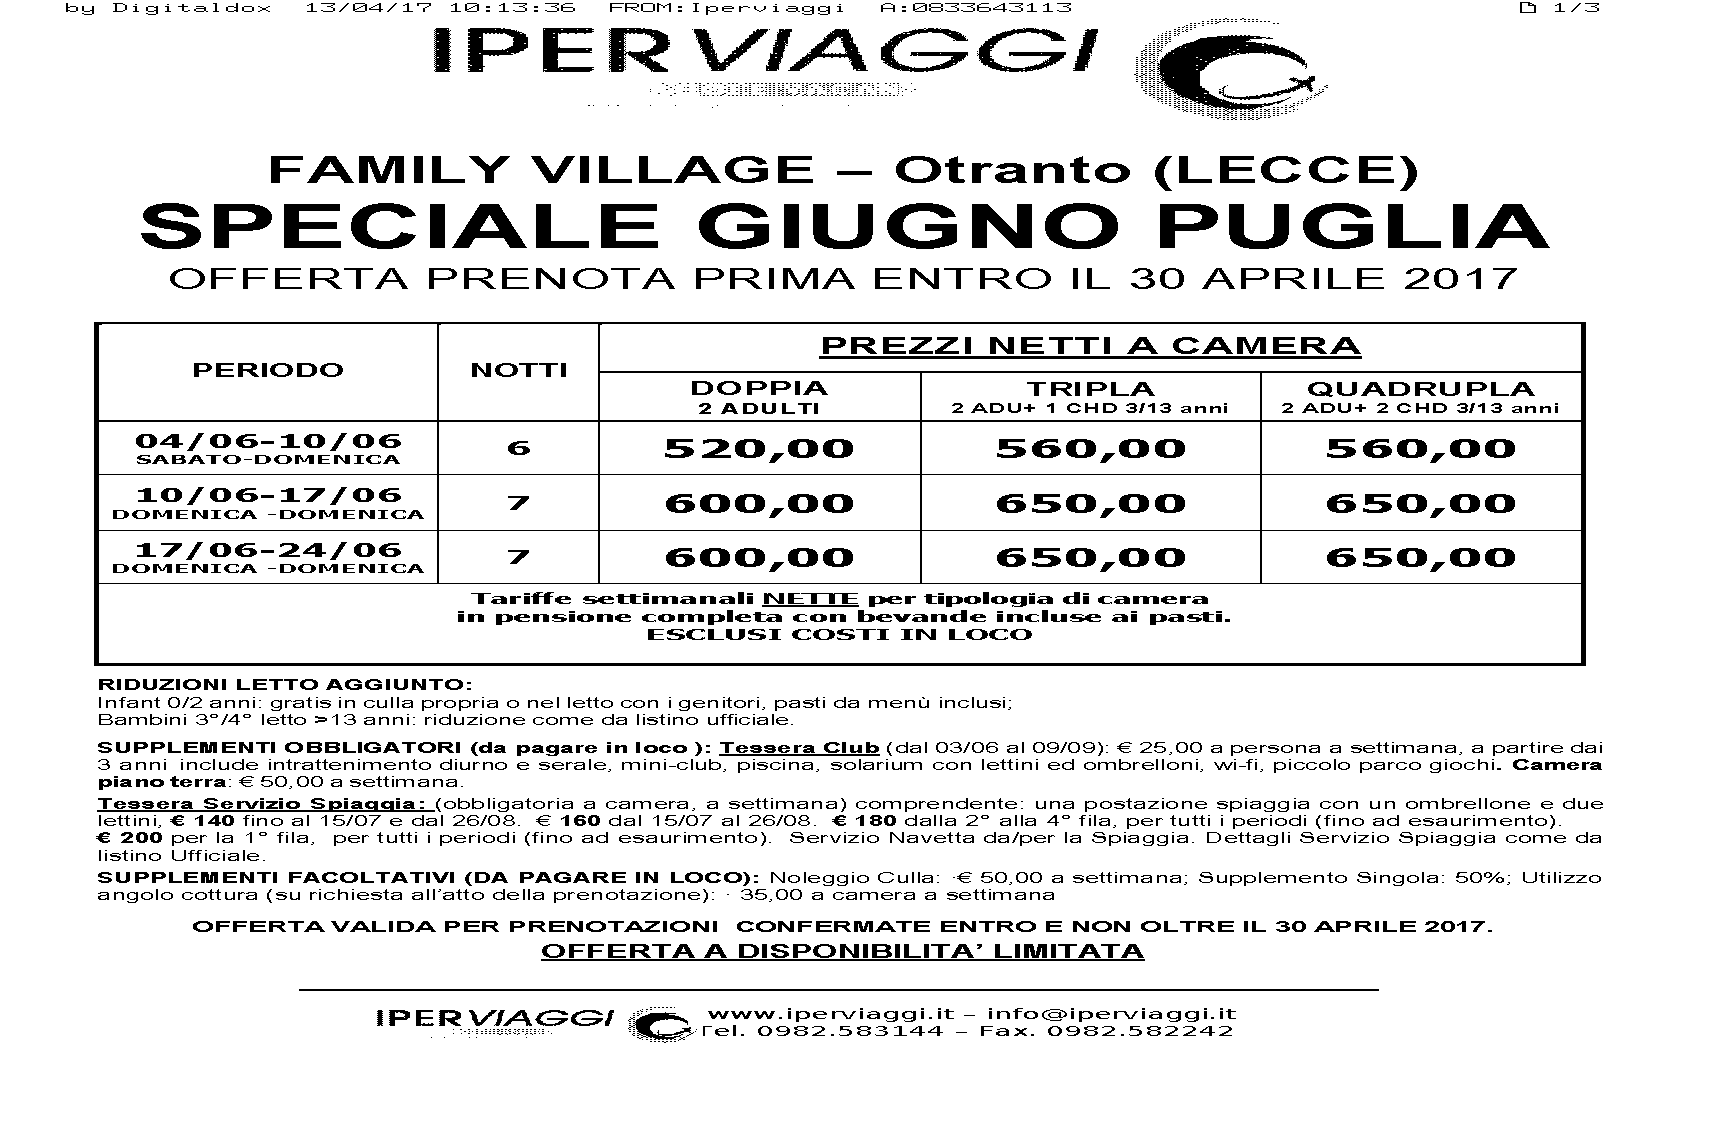 by Digitaldox 13/04/17 10:13:36 FROM:Iperviaggi A:0833643113 1/3
IPERVIAGGI
FAMILY VILLAGE – Otranto (LECCE)
SPECIALE GIUGNO PUGLIA
OFFERTA PRENOTA PRIMA ENTRO IL 30 APRILE 2017
PERIODO NOTTI PREZZI NETTI A CAMERA
DOPPIA TRIPLA QUADRUPLA
2 ADULTI 2 ADU+ 1 CHD 3/13 anni 2 ADU+ 2 CHD 3/13 anni
04/06-10/06 6 520,00 560,00 560,00
SABATO-DOMENICA
10/06-17/06 7 600,00 650,00 650,00
DOMENICA -DOMENICA
17/06-24/06 7 600,00 650,00 650,00
DOMENICA -DOMENICA
Tariffe settimanali NETTE per tipologia di camera
in pensione completa con bevande incluse ai pasti.
ESCLUSI COSTI IN LOCO
RIDUZIONI LETTO AGGIUNTO:
Infant 0/2 anni: gratis in culla propria o nel letto con i genitori, pasti da menù inclusi;
Bambini 3°/4° letto >13 anni: riduzione come da listino ufficiale.
SUPPLEMENTI OBBLIGATORI (da pagare in loco ): Tessera Club (dal 03/06 al 09/09): € 25,00 a persona a settimana, a partire dai
3 anni include intrattenimento diurno e serale, mini-club, piscina, solarium con lettini ed ombrelloni, wi-fi, piccolo parco giochi. Camera
piano terra: € 50,00 a settimana.
Tessera Servizio Spiaggia: (obbligatoria a camera, a settimana) comprendente: una postazione spiaggia con un ombrellone e due
lettini, € 140 fino al 15/07 e dal 26/08. € 160 dal 15/07 al 26/08. € 180 dalla 2° alla 4° fila, per tutti i periodi (fino ad esaurimento).
€ 200 per la 1° fila, per tutti i periodi (fino ad esaurimento). Servizio Navetta da/per la Spiaggia. Dettagli Servizio Spiaggia come da
listino Ufficiale.
SUPPLEMENTI FACOLTATIVI (DA PAGARE IN LOCO): Noleggio Culla: ·€ 50,00 a settimana; Supplemento Singola: 50%; Utilizzo
angolo cottura (su richiesta all’atto della prenotazione): · 35,00 a camera a settimana
OFFERTA VALIDA PER PRENOTAZIONI CONFERMATE ENTRO E NON OLTRE IL 30 APRILE 2017.
OFFERTA A DISPONIBILITA’ LIMITATA
IPERVIAGGI www.iperviaggi.it – info@iperviaggi.it
Tel. 0982.583144 – Fax. 0982.582242